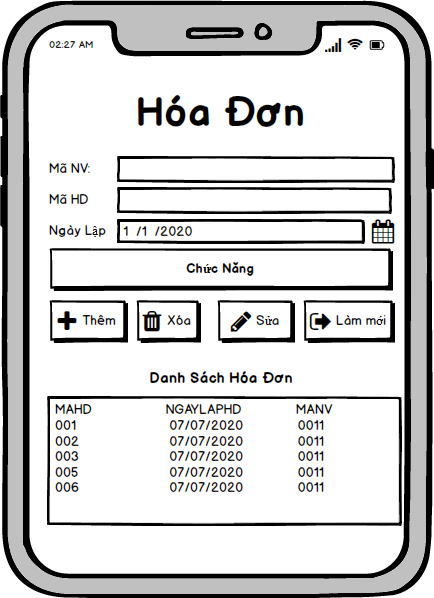 02:27 AM
Hóa Đơn
Mã NV:
Mã HD
Ngày Lập 1 /1 /2020
Chức Năng
Thêm Xóa Sửa Làm mới
Danh Sách Hóa Đơn
MAHD NGAYLAPHD MANV
001 07/07/2020 0011
002 07/07/2020 0011
003 07/07/2020 0011
005 07/07/2020 0011
006 07/07/2020 0011